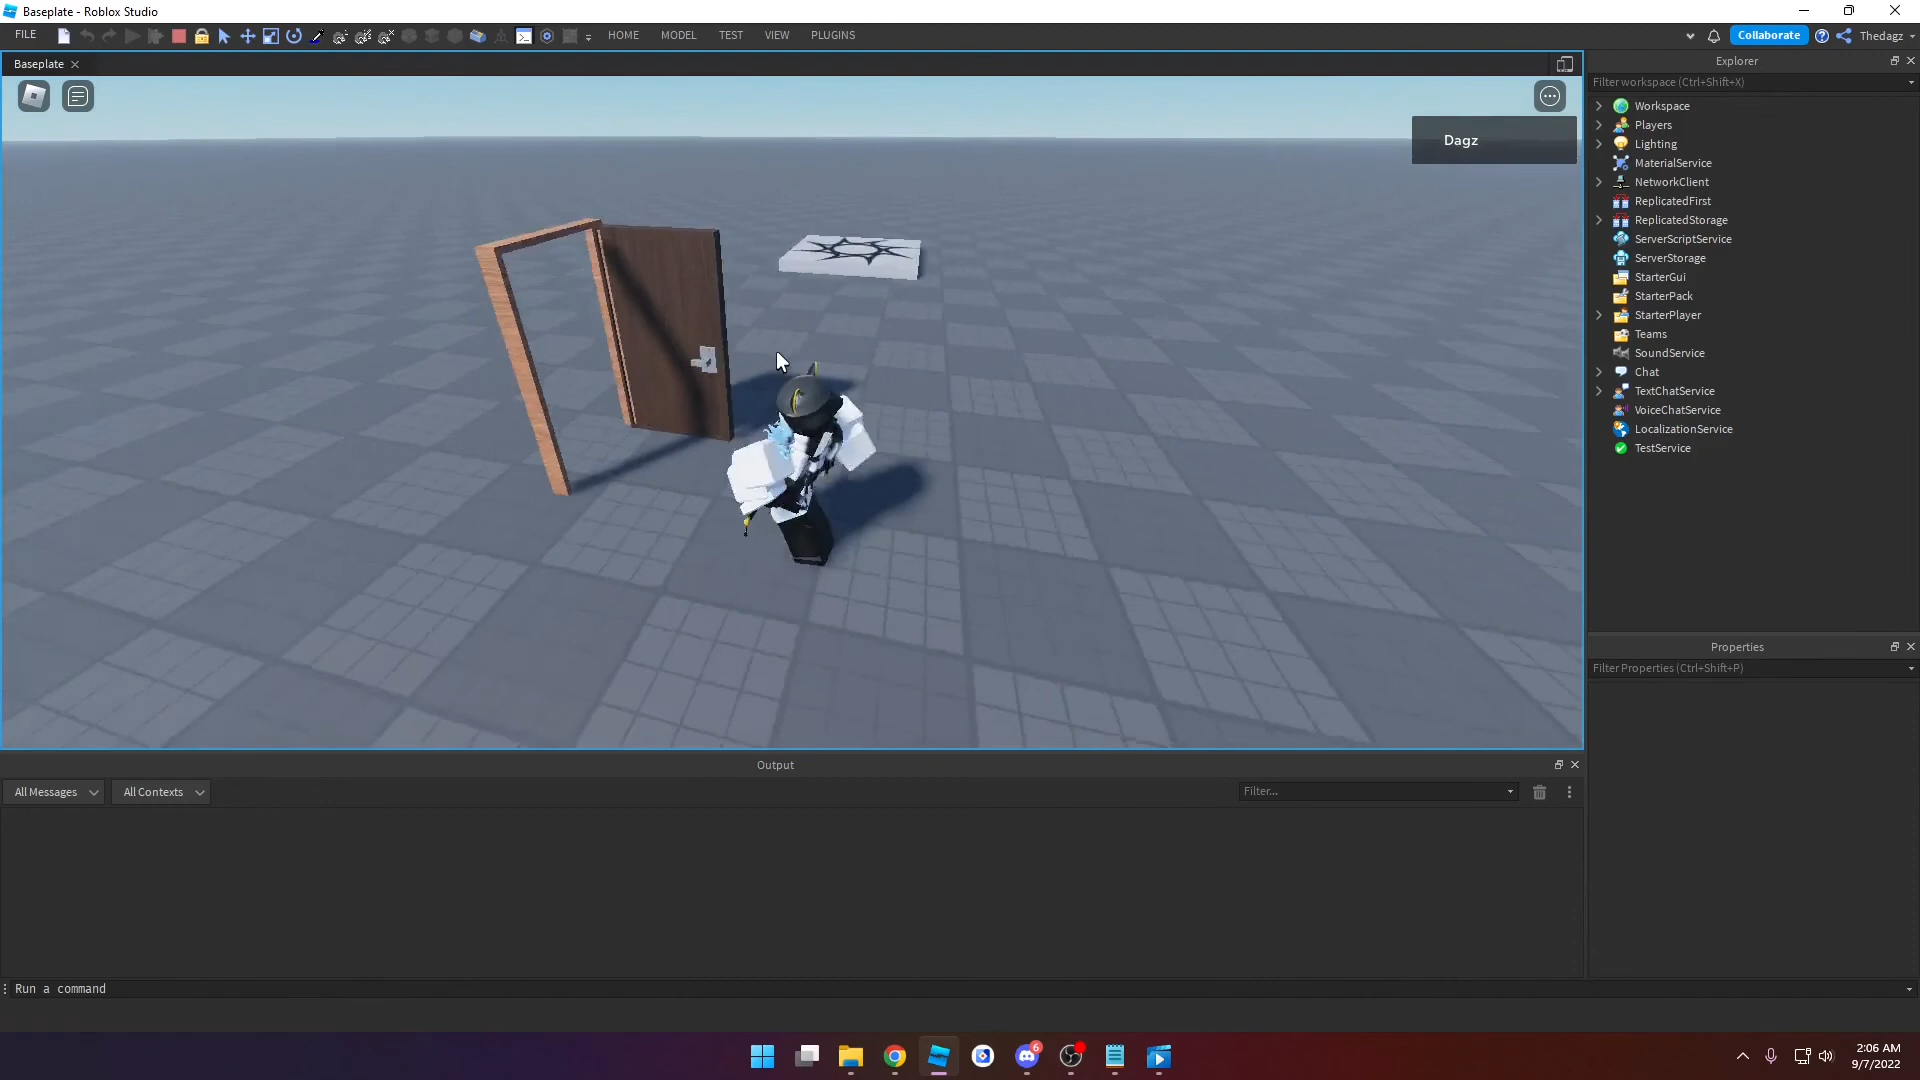 Baseplate - Roblox Studio
FILE HOME MODEL TEST VIEW PLUGINS Collaborate Thedagz
Baseplate
Dagz
Explorer
Filter workspace (Ctrl+Shift+X)
Workspace
Players
Lighting
MaterialService
NetworkClient
ReplicatedFirst
ReplicatedStorage
ServerScriptService
ServerStorage
StarterGui
StarterPack
StarterPlayer
Teams
SoundService
Chat
TextChatService
VoiceChatService
LocalizationService
TestService
Properties
Filter Properties (Ctrl+Shift+P)
Output
All Messages All Contexts Filter...
Run a command
6
2:06 AM
9/7/2022